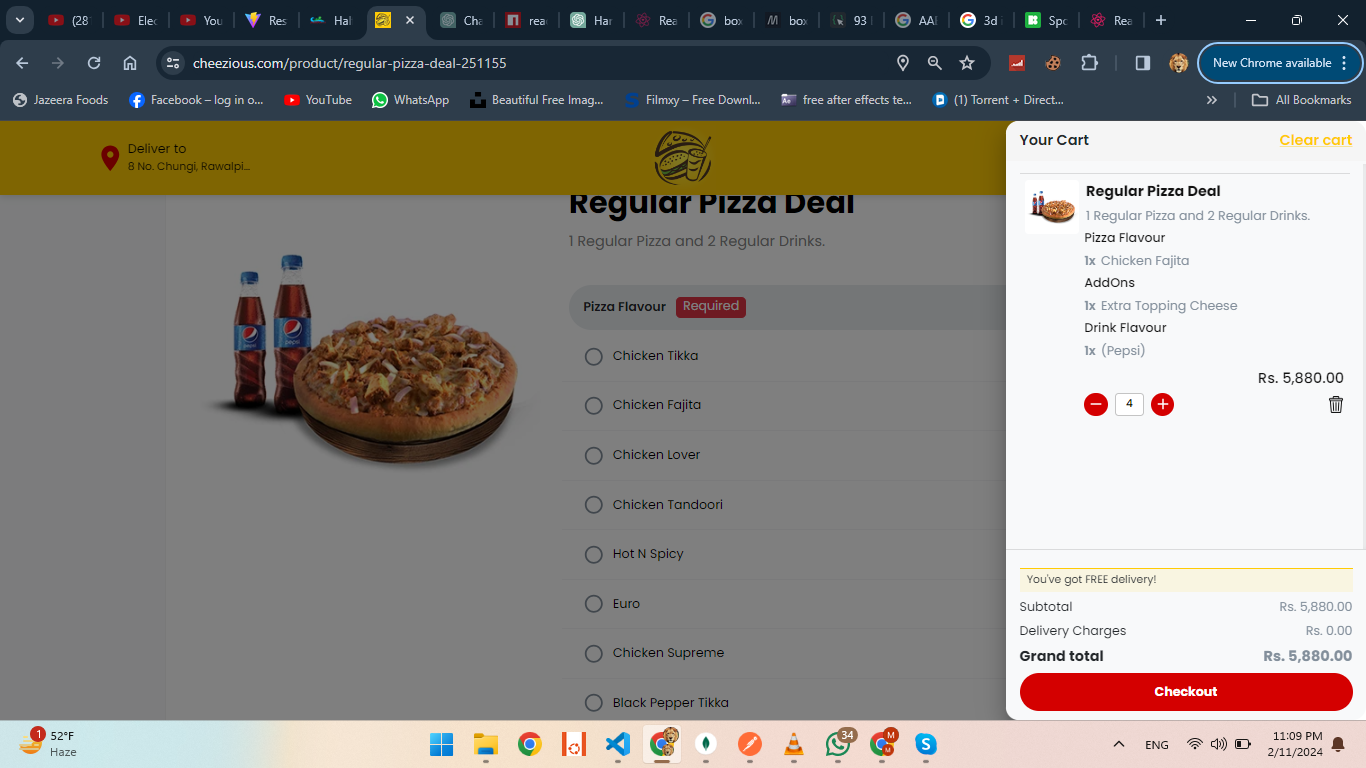 (28
Elec
You
Res
Hal
Cha
rea
Har
Rea
box
box
93
AAI
3d i
Spo
Rea
cheezious.com/product/regular-pizza-deal-251155
New Chrome available
Jazeera Foods
Facebook – log in o...
YouTube
WhatsApp
Beautiful Free Imag...
Filmxy – Free Downl...
free after effects te...
(1) Torrent + Direct...
All Bookmarks
Deliver to
8 No. Chungi, Rawalpi...
Regular Pizza Deal
1 Regular Pizza and 2 Regular Drinks.
Pizza Flavour Required
Chicken Tikka
Chicken Fajita
Chicken Lover
Chicken Tandoori
Hot N Spicy
Euro
Chicken Supreme
Black Pepper Tikka
pepsi
pepsi
Your Cart Clear cart
Regular Pizza Deal
1 Regular Pizza and 2 Regular Drinks.
Pizza Flavour
1x Chicken Fajita
AddOns
1x Extra Topping Cheese
Drink Flavour
1x (Pepsi)
Rs. 5,880.00
4
You've got FREE delivery!
Subtotal Rs. 5,880.00
Delivery Charges Rs. 0.00
Grand total Rs. 5,880.00
Checkout
1
52°F
Haze
34
M
M
ENG
11:09 PM
2/11/2024